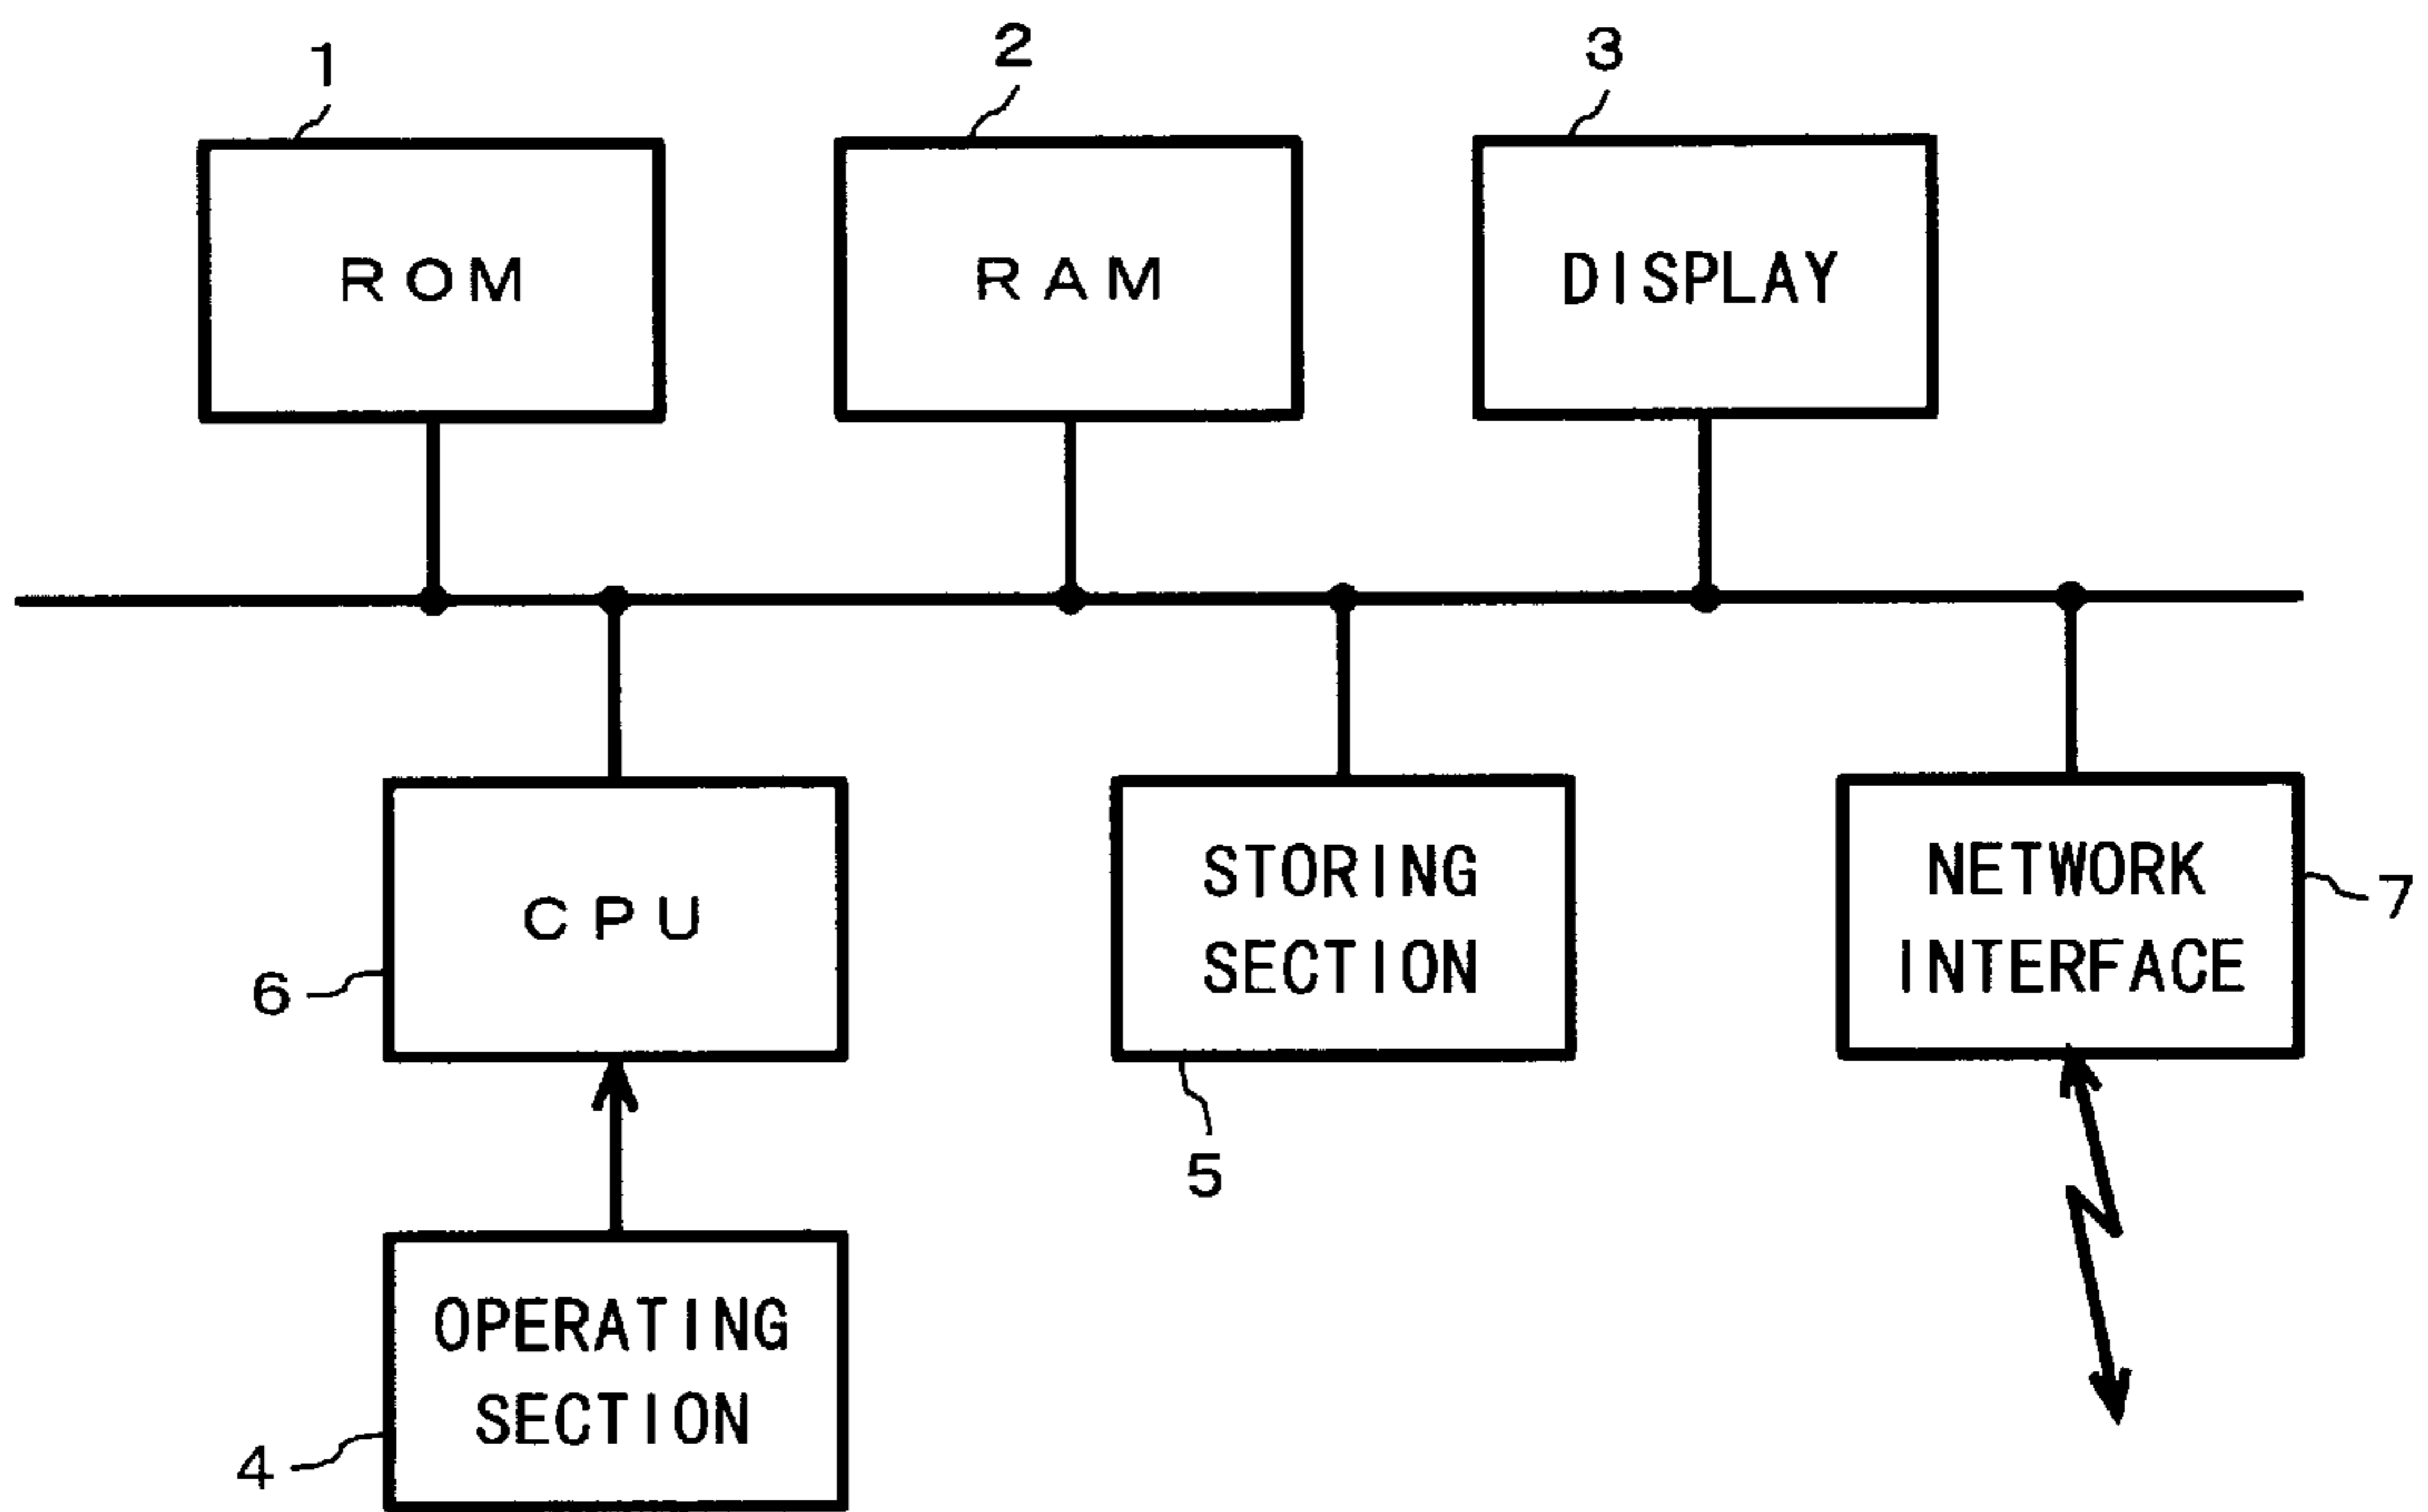 1
2
3
ROM
RAM
DISPLAY
CPU
6
STORING
SECTION
5
NETWORK
INTERFACE
7
OPERATING
SECTION
4